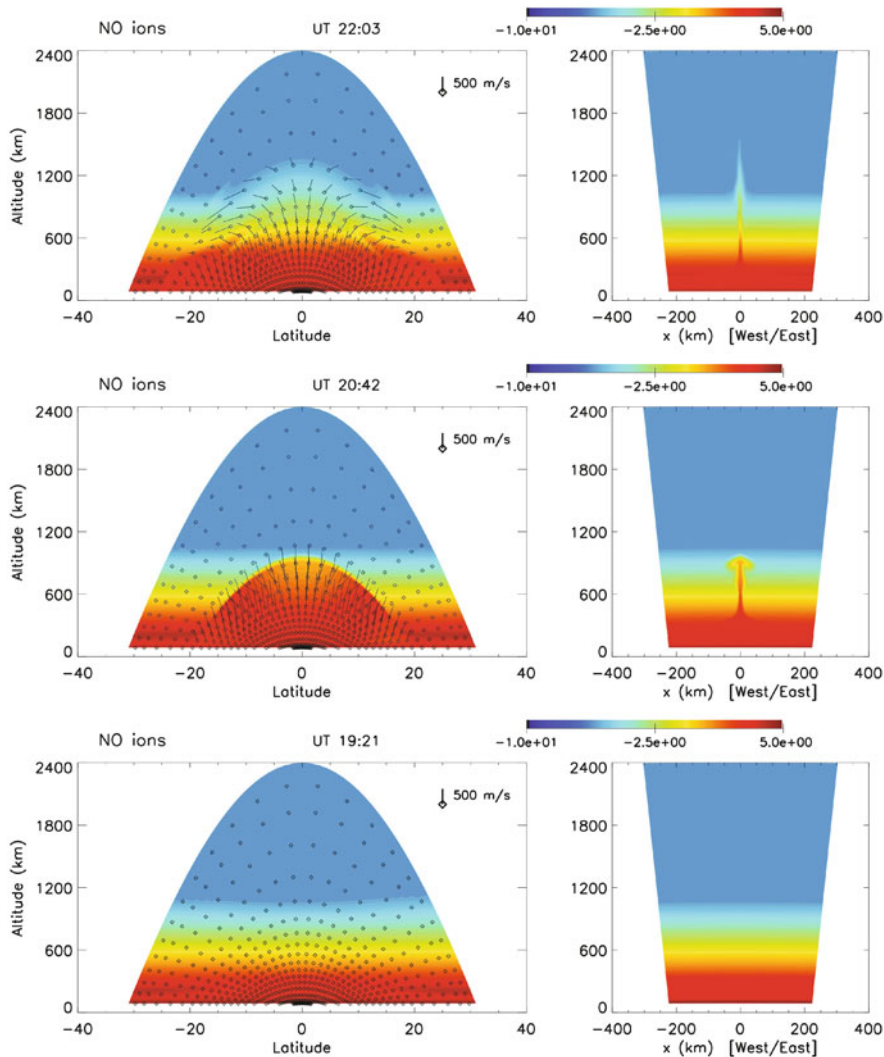 NO ions UT 22:03 −1.0e+01 −2.5e+00 5.0e+00
500 m/s
2400
1800
1200
600
0
Altitude (km)
−40 −20 0 20 40
Latitude
2400
1800
1200
600
0
−400 −200 0 200 400
x (km) [West/East]
NO ions UT 20:42 −1.0e+01 −2.5e+00 5.0e+00
500 m/s
2400
1800
1200
600
0
Altitude (km)
−40 −20 0 20 40
Latitude
2400
1800
1200
600
0
−400 −200 0 200 400
x (km) [West/East]
NO ions UT 19:21 −1.0e+01 −2.5e+00 5.0e+00
500 m/s
2400
1800
1200
600
0
Altitude (km)
−40 −20 0 20 40
Latitude
2400
1800
1200
600
0
−400 −200 0 200 400
x (km) [West/East]